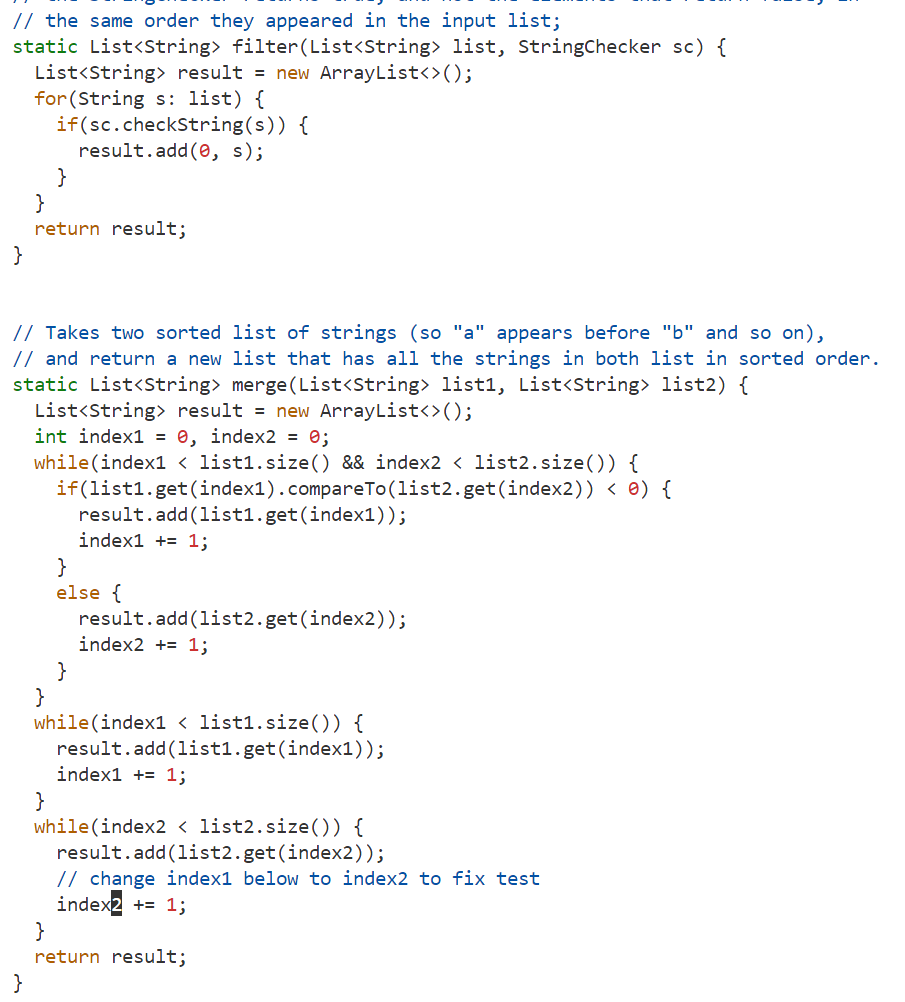 // the same order they appeared in the input list;
static List<String> filter(List<String> list, StringChecker sc) {
  List<String> result = new ArrayList<>();
  for(String s: list) {
    if(sc.checkString(s)) {
      result.add(0, s);
    }
  }
  return result;
}

// Takes two sorted list of strings (so "a" appears before "b" and so on),
// and return a new list that has all the strings in both list in sorted order.
static List<String> merge(List<String> list1, List<String> list2) {
  List<String> result = new ArrayList<>();
  int index1 = 0, index2 = 0;
  while(index1 < list1.size() && index2 < list2.size()) {
    if(list1.get(index1).compareTo(list2.get(index2)) < 0) {
      result.add(list1.get(index1));
      index1 += 1;
    }
    else {
      result.add(list2.get(index2));
      index2 += 1;
    }
  }
  while(index1 < list1.size()) {
    result.add(list1.get(index1));
    index1 += 1;
  }
  while(index2 < list2.size()) {
    result.add(list2.get(index2));
    // change index1 below to index2 to fix test
    index2 += 1;
  }
  return result;
}